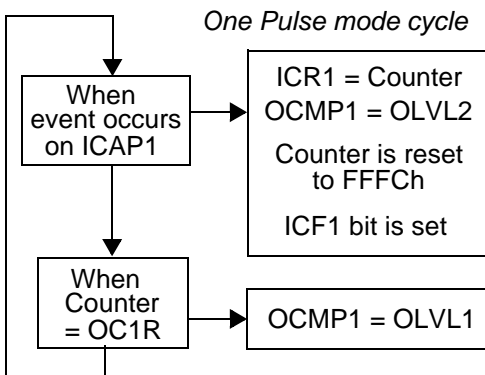 One Pulse mode cycle
When
event occurs
on ICAP1
ICR1 = Counter
OCMP1 = OLVL2
Counter is reset
to FFFCh
ICF1 bit is set
When
Counter
= OC1R
OCMP1 = OLVL1